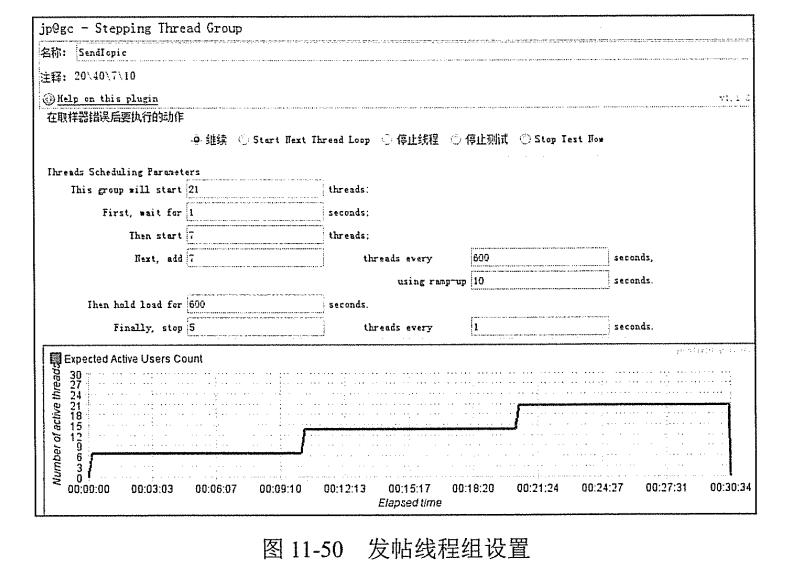 jp@gc - Stepping Thread Group
名称: SendTopic
注释: 20\40\7\10
Help on this plugin
在取样器错误后要执行的动作
继续 Start Next Thread Loop 停止线程 停止测试 Stop Test Now
Threads Scheduling Parameters
This group will start 21 threads:
First, wait for 1 seconds;
Then start 7 threads;
Next, add 7 threads every 600 seconds,
using ramp-up 10 seconds.
Then hold load for 600 seconds.
Finally, stop 5 threads every 1 seconds.
Expected Active Users Count
Number of active threads
30
27
24
21
18
15
12
9
6
3
0
00:00:00 00:03:03 00:06:07 00:09:10 00:12:13 00:15:17 00:18:20 00:21:24 00:24:27 00:27:31 00:30:34
Elapsed time
图 11-50 发帖线程组设置